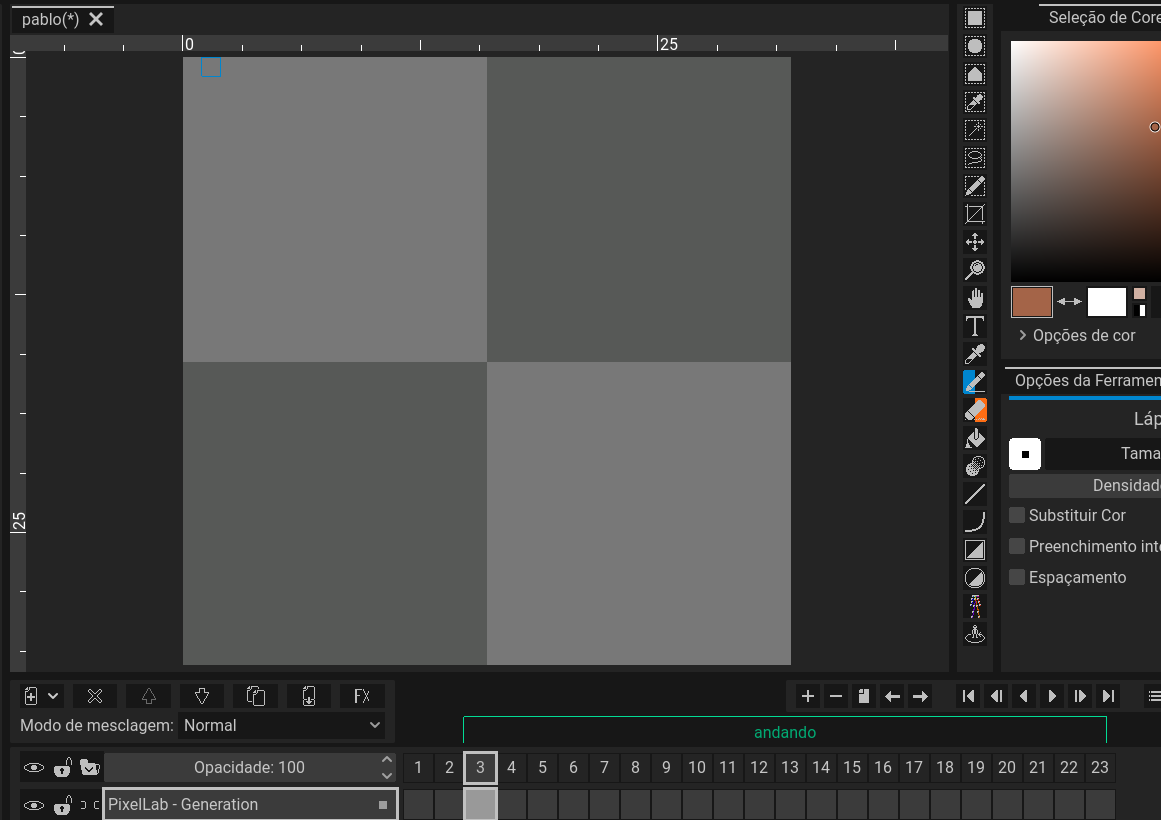 pablo(*)
Seleção de Core
0
25
25
Opções de cor
Opções da Ferramen
Láp
Tama
Densidad
Substituir Cor
Preenchimento inte
Espaçamento
FX
Modo de mesclagem: Normal
andando
Opacidade: 100
1 2 3 4 5 6 7 8 9 10 11 12 13 14 15 16 17 18 19 20 21 22 23
PixelLab - Generation